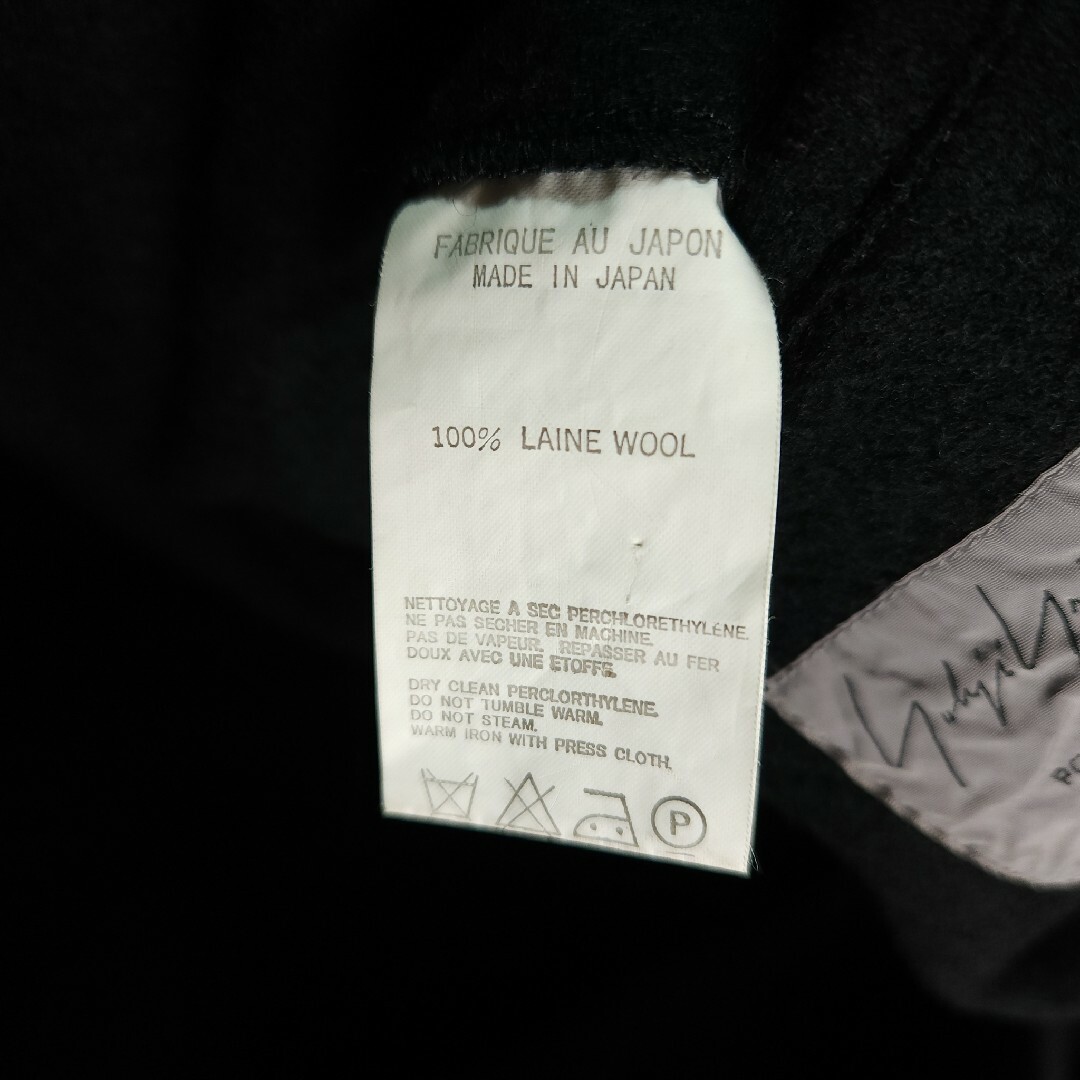 FABRIQUE AU JAPON
MADE IN JAPAN
100% LAINE WOOL
NETTOYAGE A SEC PERCHLORETHYLENE.
NE PAS SECHER EN MACHINE.
PAS DE VAPEUR. REPASSER AU FER
DOUX AVEC UNE ETOFFE.
DRY CLEAN PERCLORTHYLENE.
DO NOT TUMBLE WARM.
DO NOT STEAM.
WARM IRON WITH PRESS CLOTH.
P
Yohji